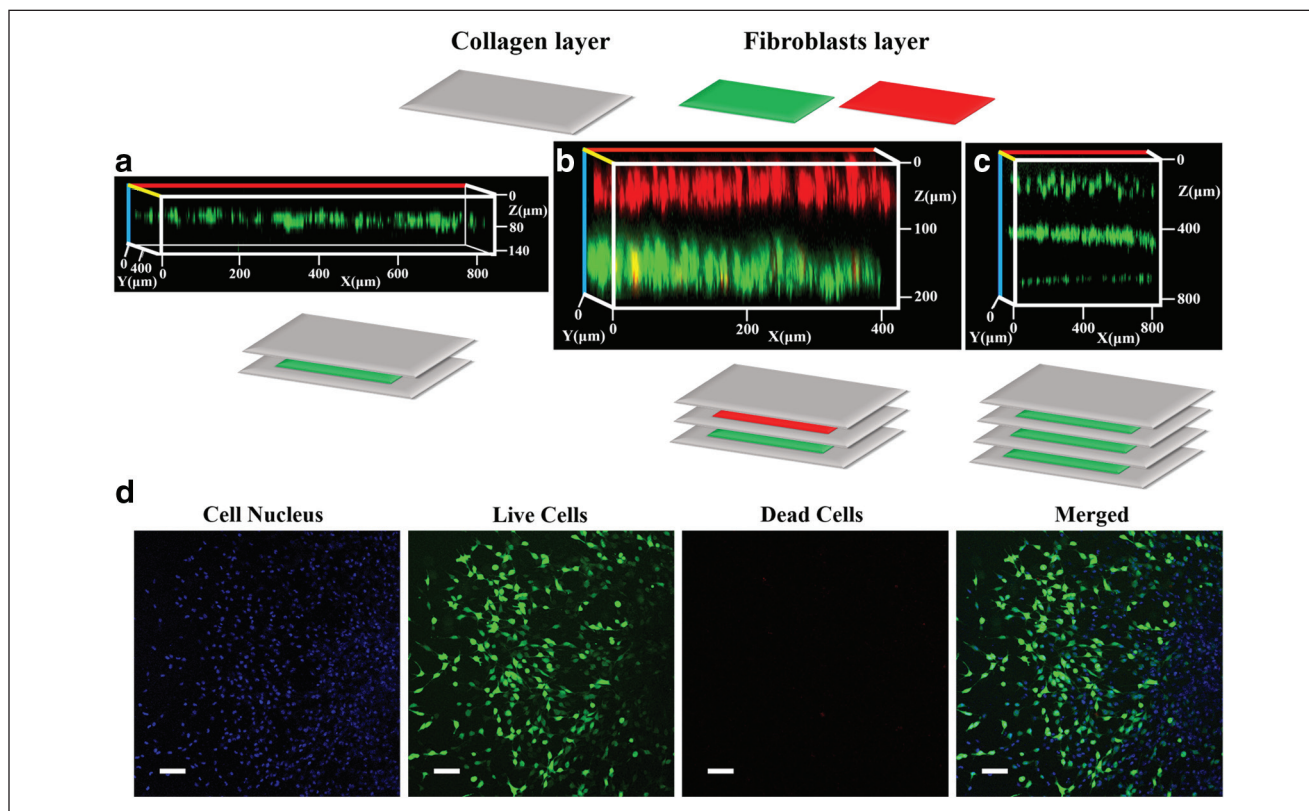 Collagen layer
Fibroblasts layer
a
0
Z(μm)
80
140
0
400
Y(μm)
0
200
400
600
800
X(μm)
b
0
Z(μm)
100
200
0
Y(μm)
0
200
400
X(μm)
c
0
Z(μm)
400
800
0
Y(μm)
0
400
800
X(μm)
d
Cell Nucleus
Live Cells
Dead Cells
Merged